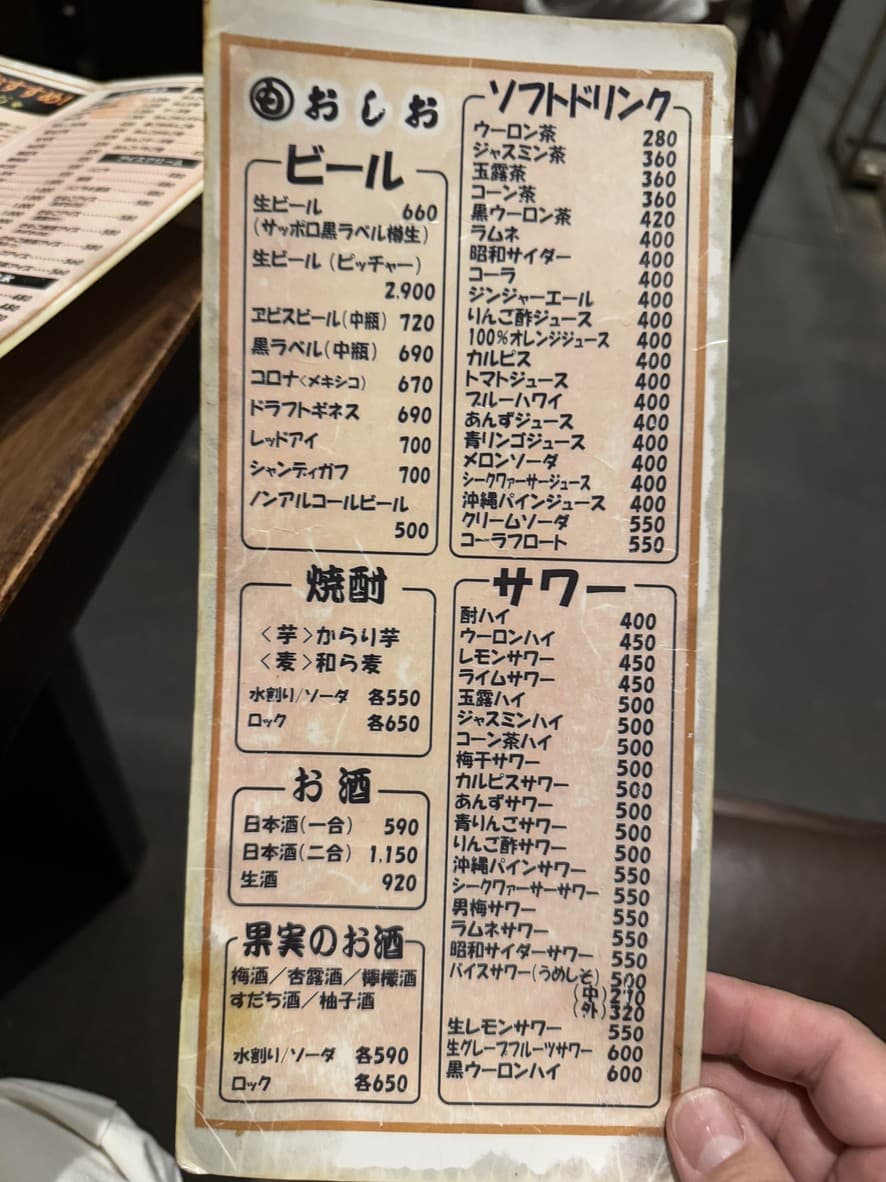 おしお
ビール
生ビール 660
(サッポロ黒ラベル樽生)
生ビール(ピッチャー)
2.900
ヱビスビール(中瓶) 720
黒ラベル(中瓶) 690
コロナ<メキシコ> 670
ドラフトギネス 690
レッドアイ 700
シャンディガフ 700
ノンアルコールビール
500
焼酎
<芋>からり芋
<麦>和ら麦
水割り/ソーダ 各550
ロック 各650
お酒
日本酒(一合) 590
日本酒(二合) 1.150
生酒 920
果実のお酒
梅酒/杏露酒/檸檬酒
すだち酒/柚子酒
水割り/ソーダ 各590
ロック 各650
ソフトドリンク
ウーロン茶 280
ジャスミン茶 360
玉露茶 360
コーン茶 360
黒ウーロン茶 420
ラムネ 400
昭和サイダー 400
コーラ 400
ジンジャーエール 400
りんご酢ジュース 400
100%オレンジジュース 400
カルピス 400
トマトジュース 400
ブルーハワイ 400
あんずジュース 400
青リンゴジュース 400
メロンソーダ 400
シークヮーサージュース 400
沖縄パインジュース 400
クリームソーダ 550
コーラフロート 550
サワー
酎ハイ 400
ウーロンハイ 450
レモンサワー 450
ライムサワー 450
玉露ハイ 500
ジャスミンハイ 500
コーン茶ハイ 500
梅干サワー 500
カルピスサワー 500
あんずサワー 500
青りんごサワー 500
りんご酢サワー 500
沖縄パインサワー 550
シークヮーサーサワー 550
男梅サワー 550
ラムネサワー 550
昭和サイダーサワー 550
バイスサワー(うめしそ) 500
(中)270
(外)320
生レモンサワー 550
生グレープフルーツサワー 600
黒ウーロンハイ 600